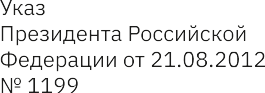 Указ
Президента Российской
Федерации от 21.08.2012
№ 1199